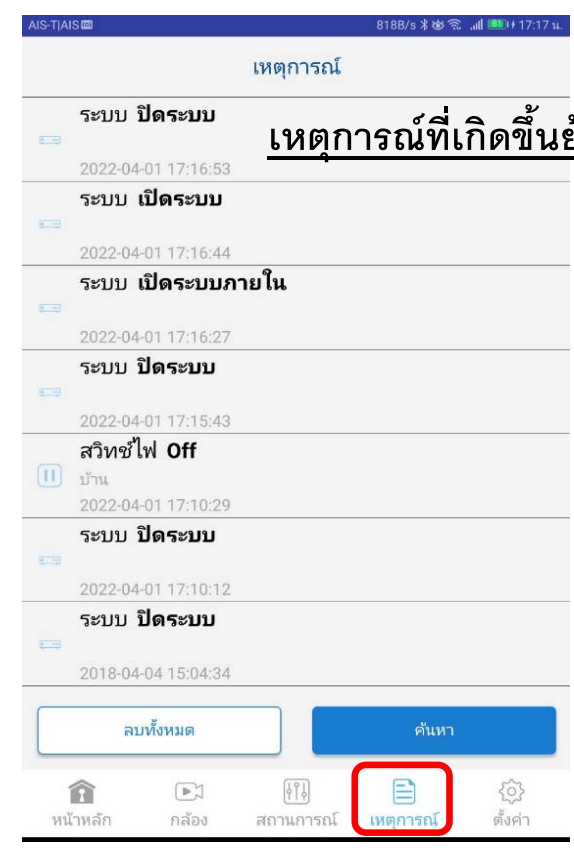 AIS-T|AIS 818B/s 81 17:17 น.
เหตุการณ์
ระบบ ปิดระบบ
เหตุการณ์ที่เกิดขึ้น
2022-04-01 17:16:53
ระบบ เปิดระบบ
2022-04-01 17:16:44
ระบบ เปิดระบบภายใน
2022-04-01 17:16:27
ระบบ ปิดระบบ
2022-04-01 17:15:43
สวิทช์ไฟ Off
บ้าน
2022-04-01 17:10:29
ระบบ ปิดระบบ
2022-04-01 17:10:12
ระบบ ปิดระบบ
2018-04-04 15:04:34
ลบทั้งหมด ค้นหา
หน้าหลัก กล้อง สถานการณ์ เหตุการณ์ ตั้งค่า